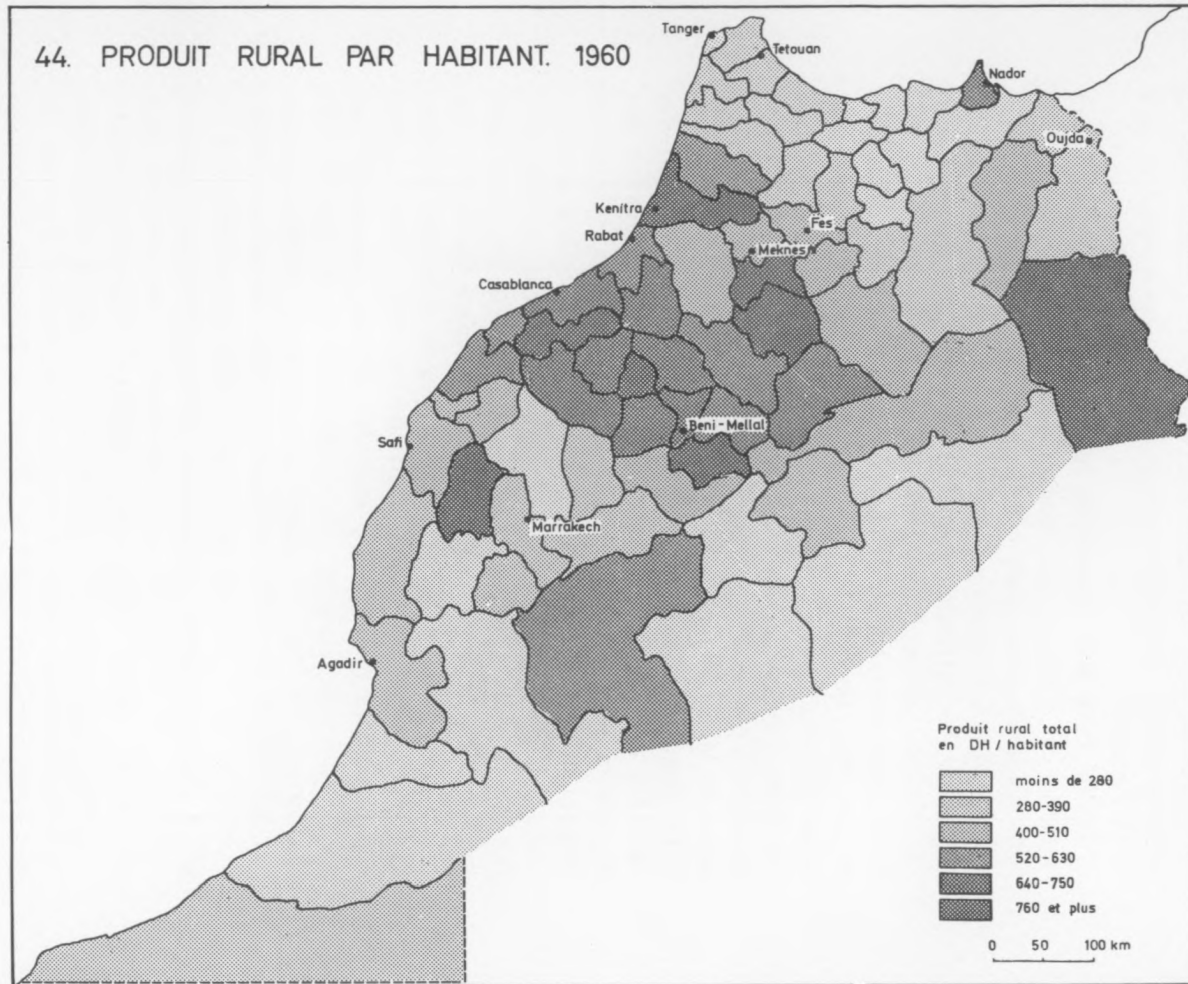 44. PRODUIT RURAL PAR HABITANT. 1960
Tanger
Tetouan
Nador
Oujda
Kenitra
Fès
Rabat
Meknès
Casablanca
Beni-Mellal
Safi
Marrakech
Agadir
Produit rural total
en DH / habitant
moins de 280
280-390
400-510
520-630
640-750
760 et plus
0 50 100 km